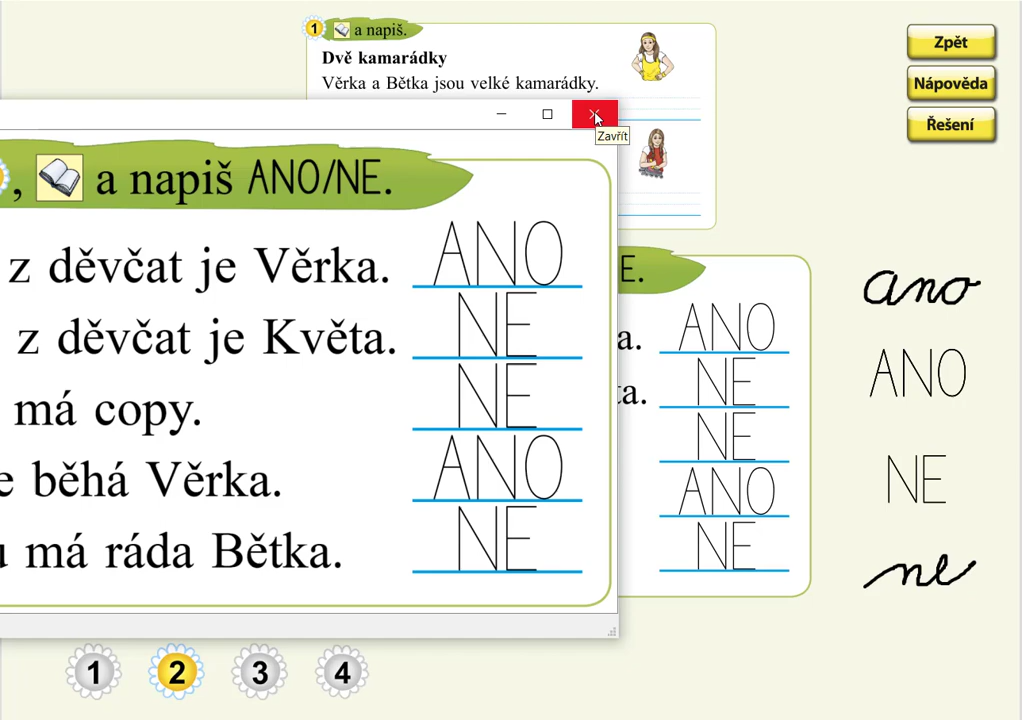 1 a napiš.
Dvě kamarádky
Věrka a Bětka jsou velké kamarádky.
Zpět
Nápověda
Řešení
Zavřít
, a napiš ANO/NE.
z děvčat je Věrka. ANO
z děvčat je Květa. NE
má copy. NE
e běhá Věrka. ANO
u má ráda Bětka. NE
E.
a. ANO
ta. NE
NE
ANO
NE
ano
ANO
NE
ne
1 2 3 4